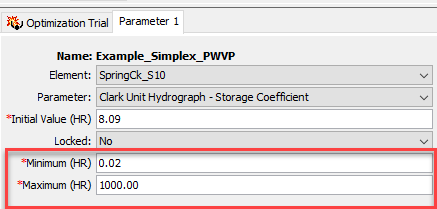 Optimization Trial Parameter 1
Name: Example_Simplex_PWVP
Element: SpringCk_S10
Parameter: Clark Unit Hydrograph - Storage Coefficient
*Initial Value (HR) 8.09
Locked: No
*Minimum (HR) 0.02
*Maximum (HR) 1000.00